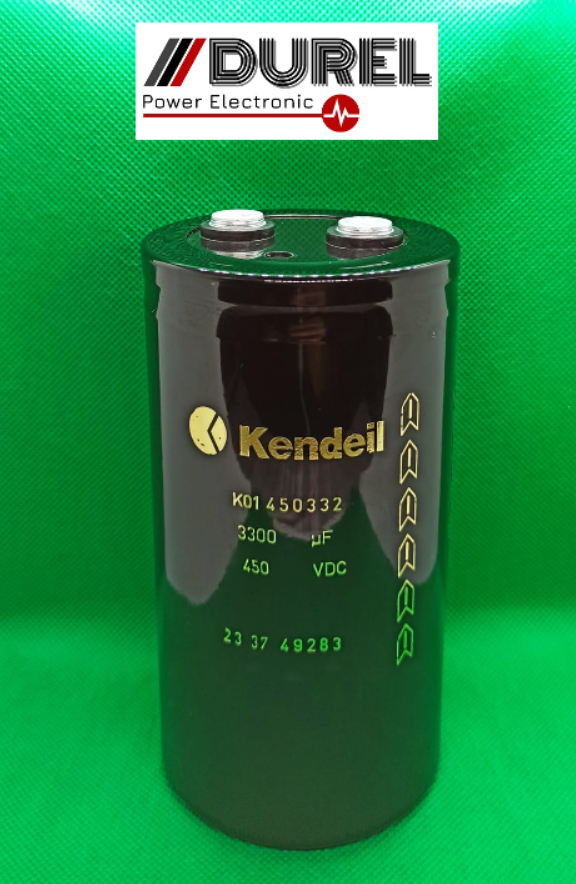 DUREL
Power Electronic
Kendeil
K01 450332
3300 µF
450 VDC
23 37 49283